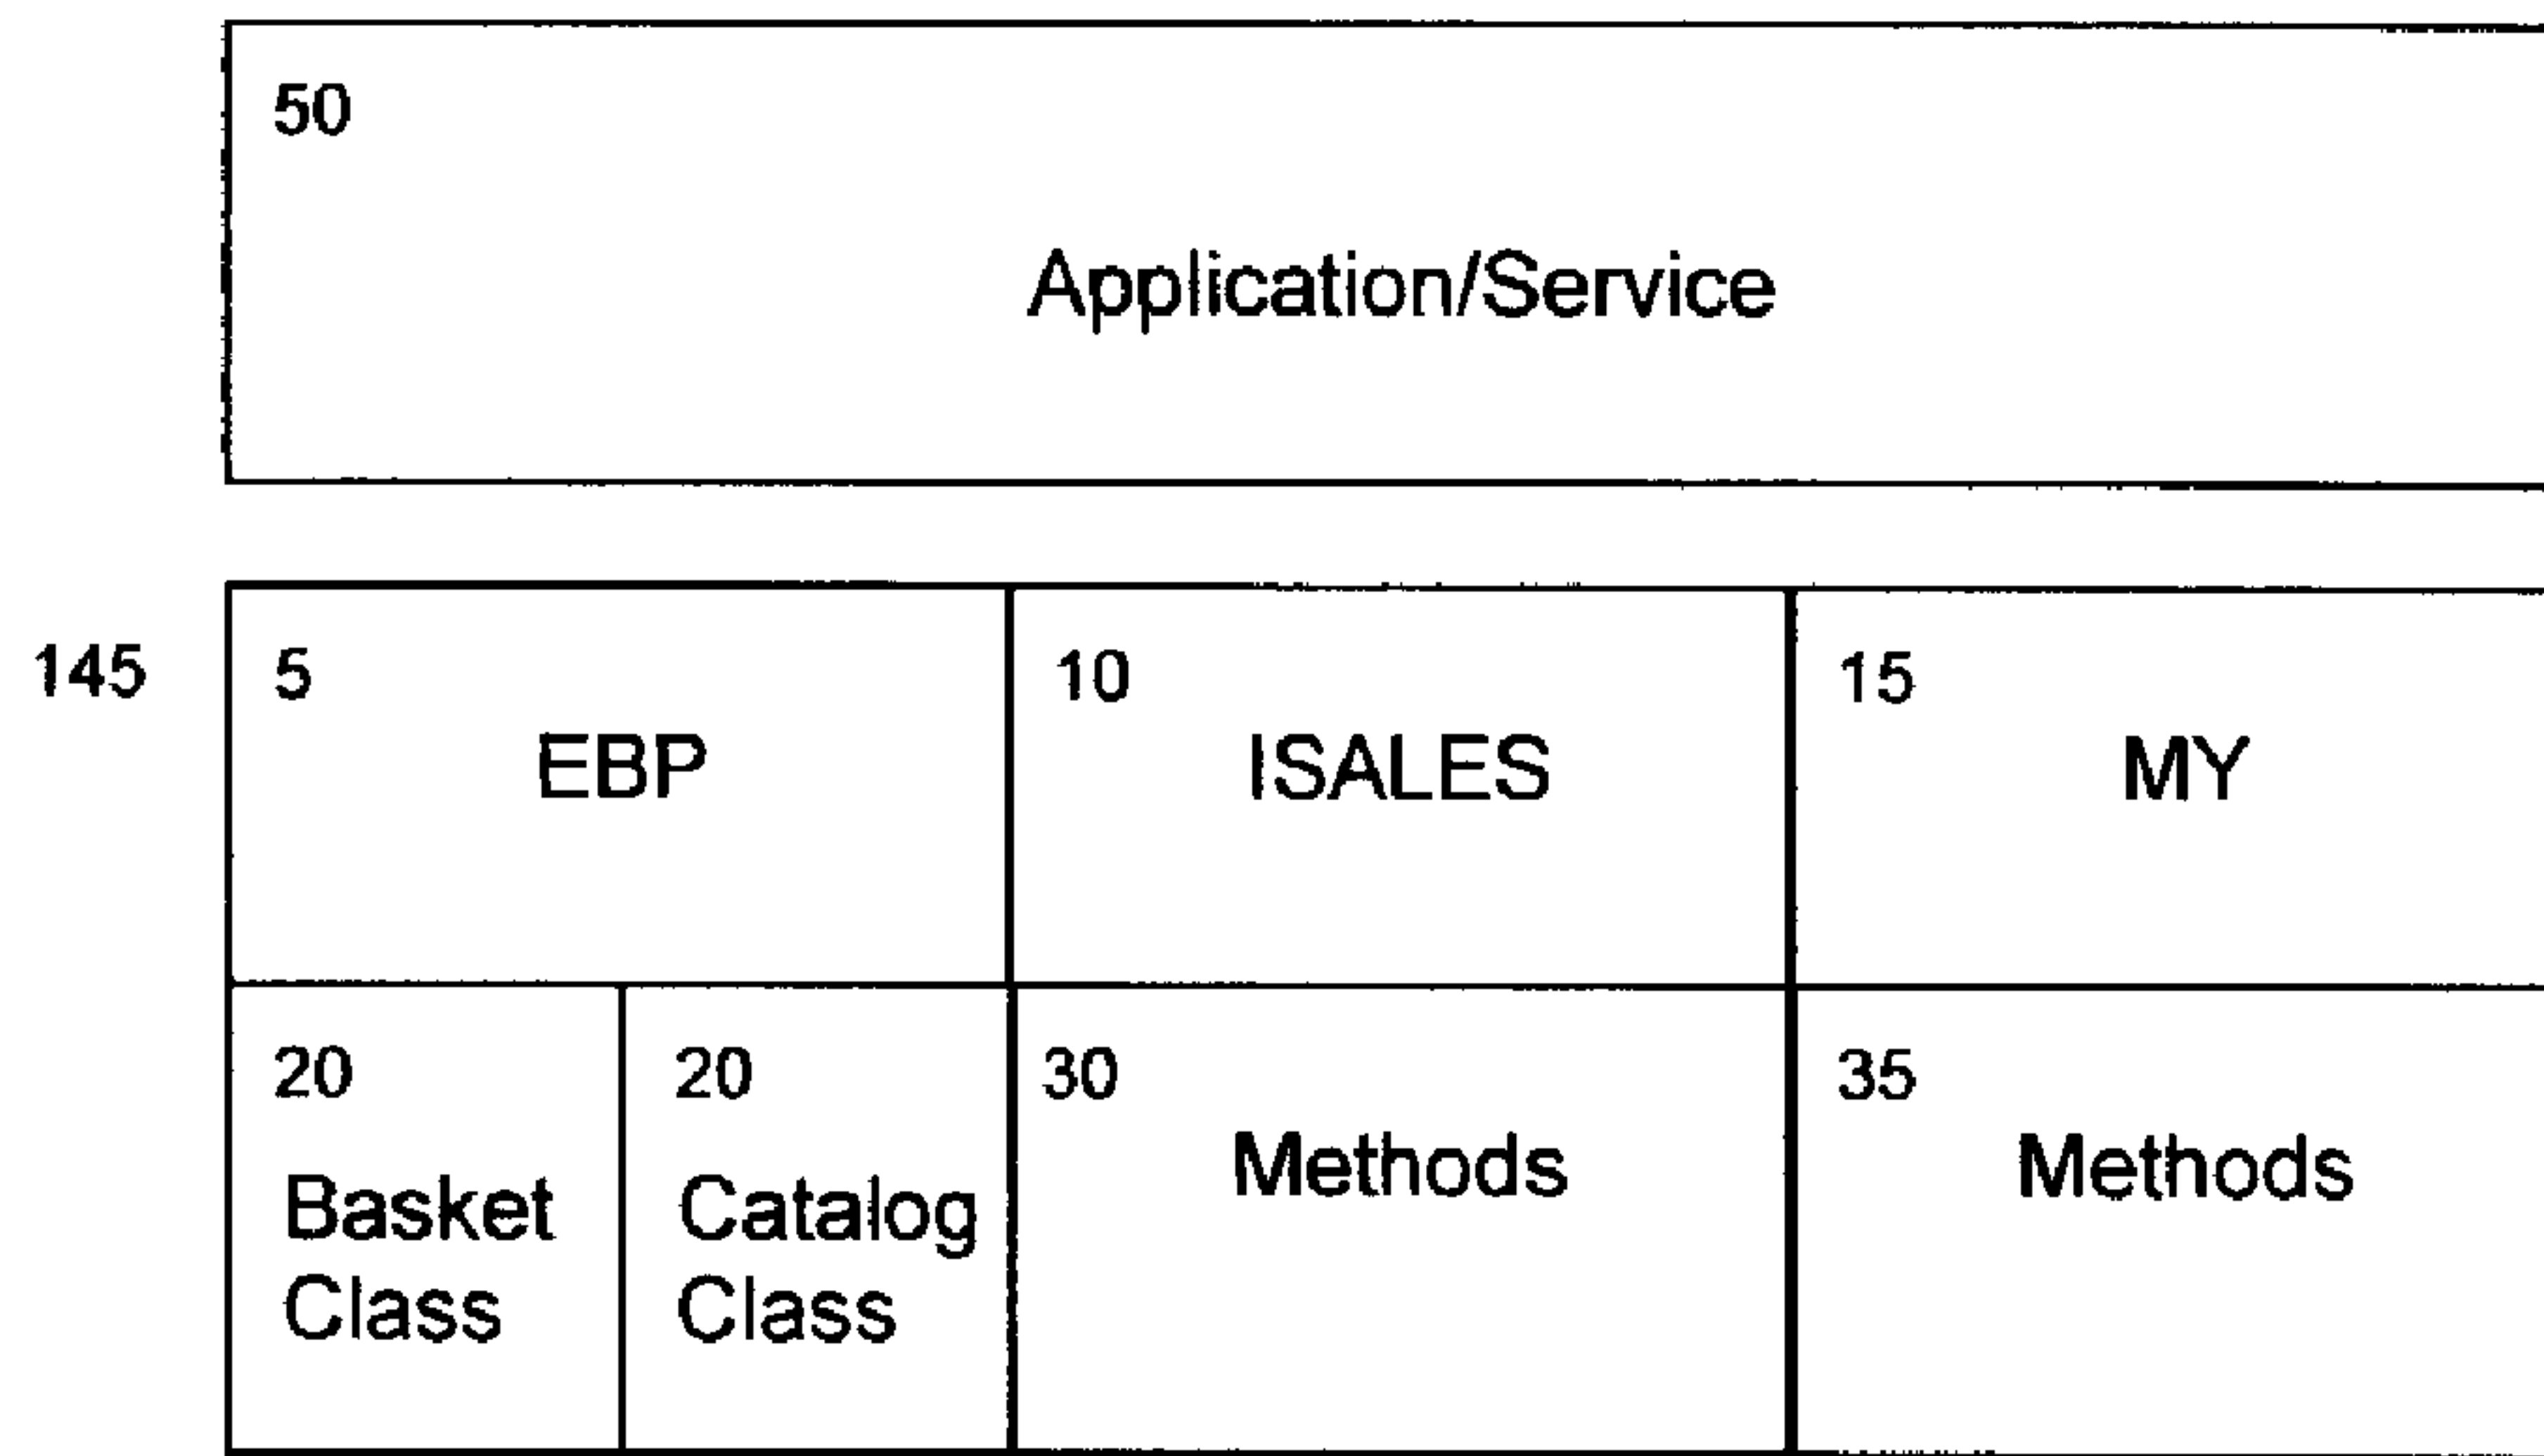 50
Application/Service
145
5
EBP
10
ISALES
15
MY
20
Basket
Class
20
Catalog
Class
30
Methods
35
Methods